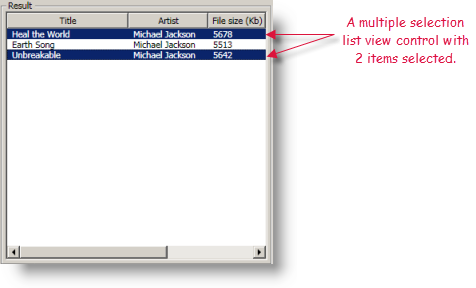 Result
Title Artist File size (Kb)
Heal the World Michael Jackson 5678
Earth Song Michael Jackson 5513
Unbreakable Michael Jackson 5642
A multiple selection
list view control with
2 items selected.